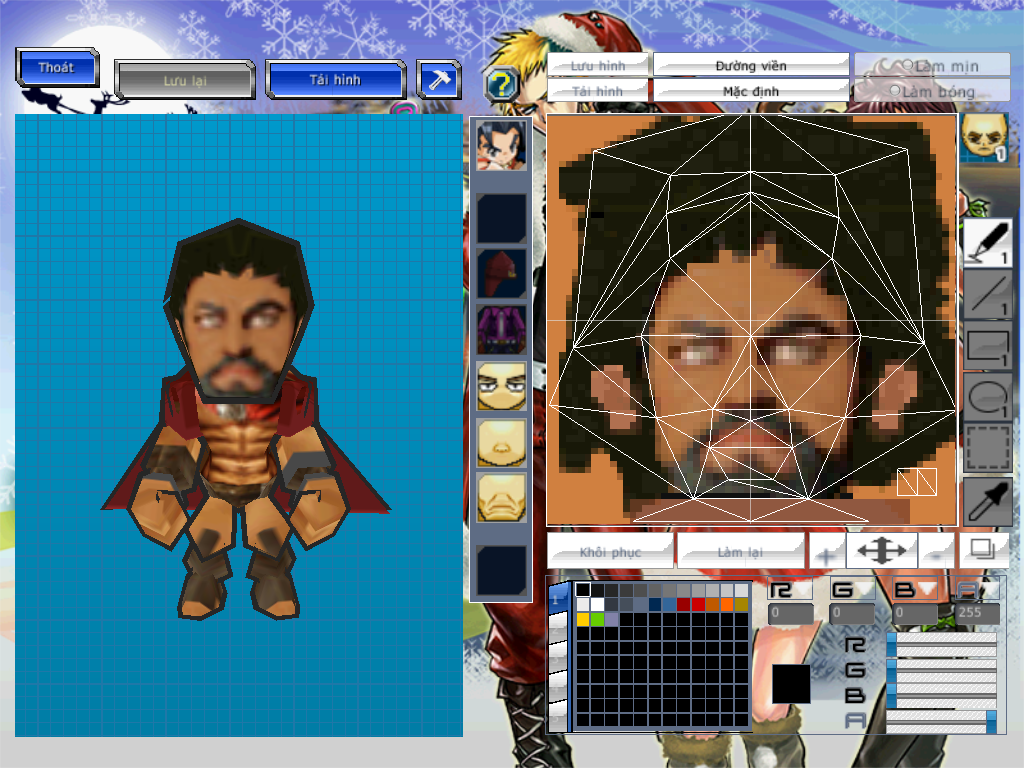 Thoát
Lưu lại
Tải hình
?
Lưu hình
Đường viền
Làm mịn
Tải hình
Mặc định
Làm bóng
1
1
1
1
1
Khôi phục
Làm lại
+
-
1
R
G
B
A
0
0
0
255
R
G
B
A